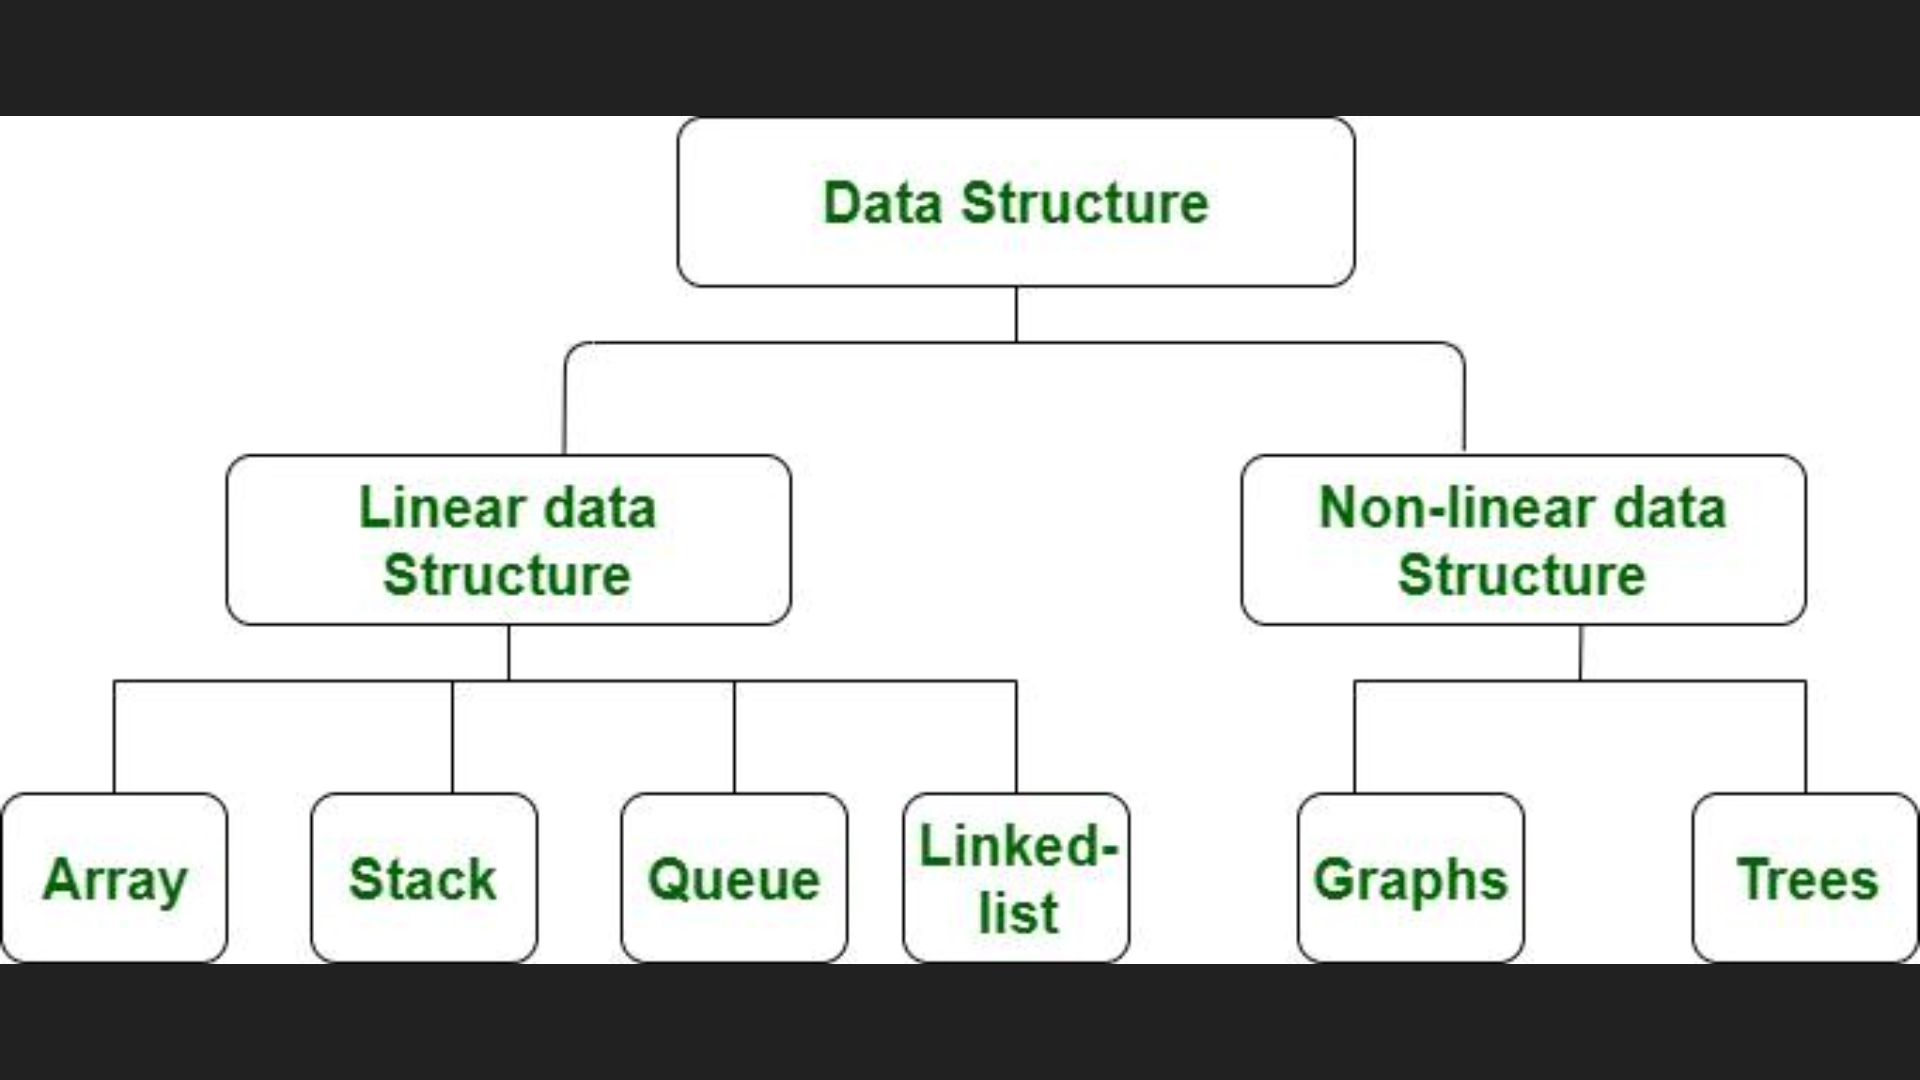 Data Structure
Linear data
Structure
Non-linear data
Structure
Array
Stack
Queue
Linked-
list
Graphs
Trees